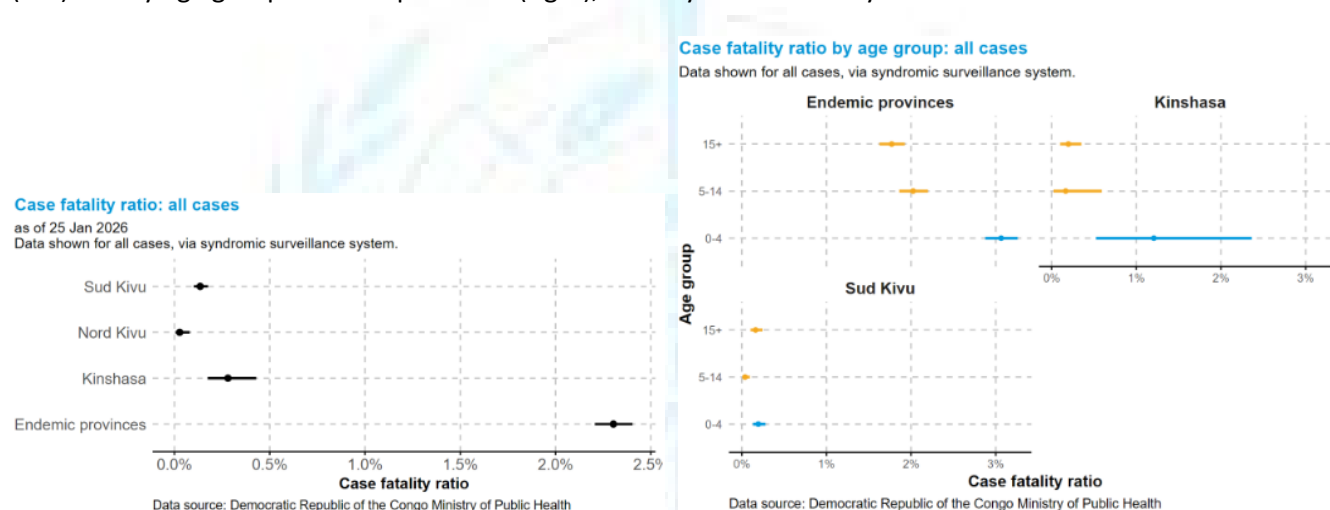 Case fatality ratio: all cases
as of 25 Jan 2026
Data shown for all cases, via syndromic surveillance system.
Sud Kivu
Nord Kivu
Kinshasa
Endemic provinces
0.0% 0.5% 1.0% 1.5% 2.0% 2.5%
Case fatality ratio
Data source: Democratic Republic of the Congo Ministry of Public Health
Case fatality ratio by age group: all cases
Data shown for all cases, via syndromic surveillance system.
Endemic provinces Kinshasa
15+
5-14
0-4
0% 1% 2% 3%
Age group
Sud Kivu
15+
5-14
0-4
0% 1% 2% 3%
Case fatality ratio
Data source: Democratic Republic of the Congo Ministry of Public Health